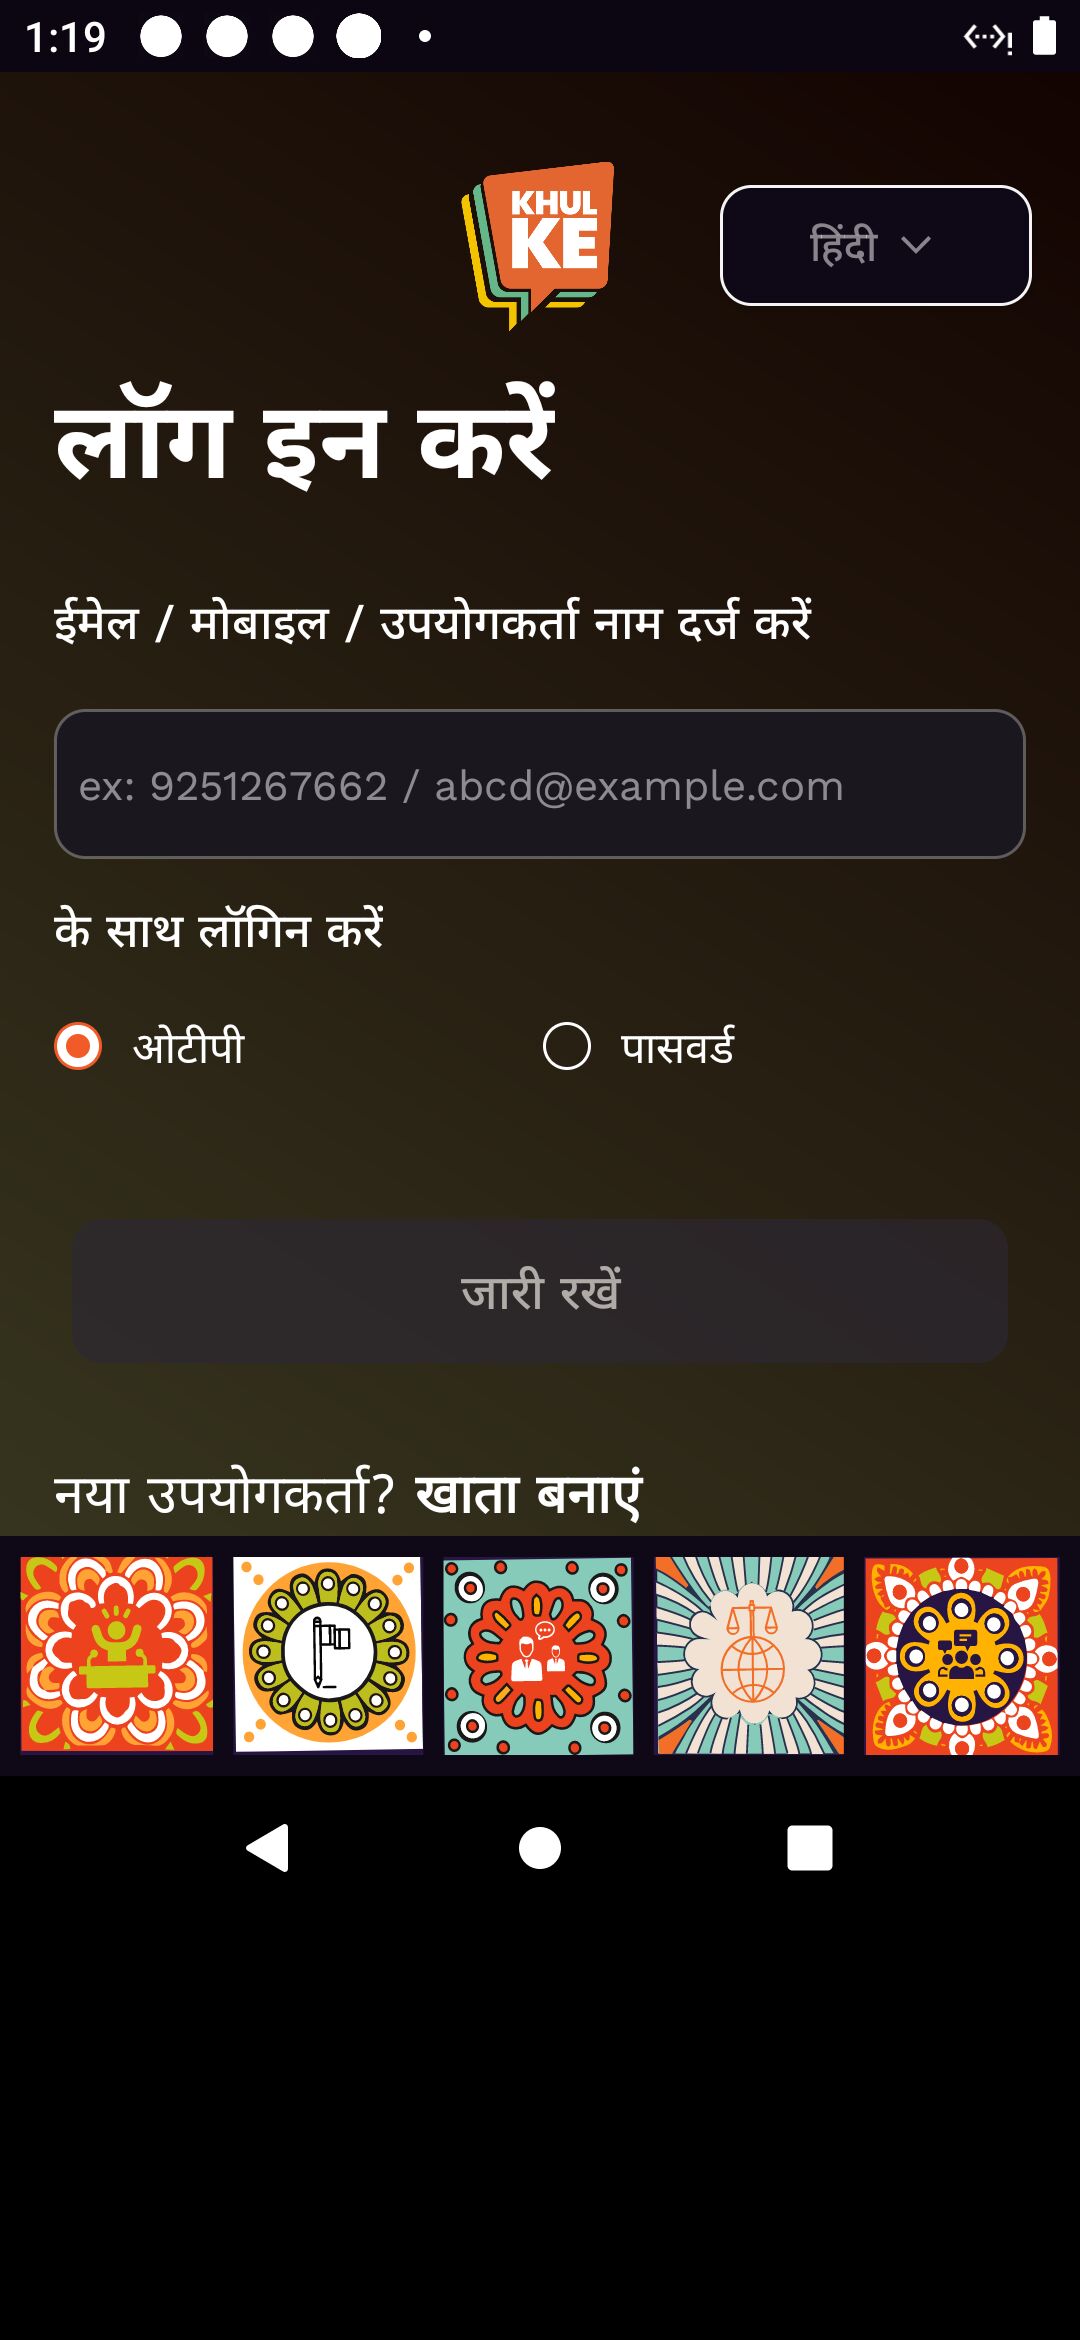 1:19
KHUL
KE
हिंदी
लॉग इन करें
ईमेल / मोबाइल / उपयोगकर्ता नाम दर्ज करें
ex: 9251267662 / abcd@example.com
के साथ लॉगिन करें
ओटीपी
पासवर्ड
जारी रखें
नया उपयोगकर्ता? खाता बनाएं